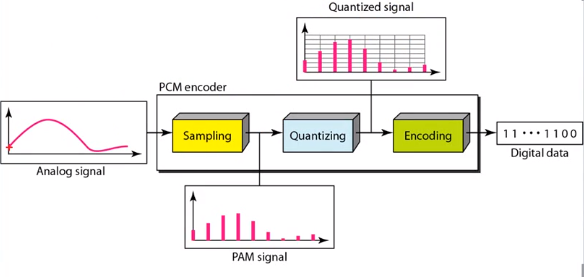 Quantized signal
PCM encoder
Sampling
Quantizing
Encoding
11 • • • 1100
Digital data
Analog signal
PAM signal